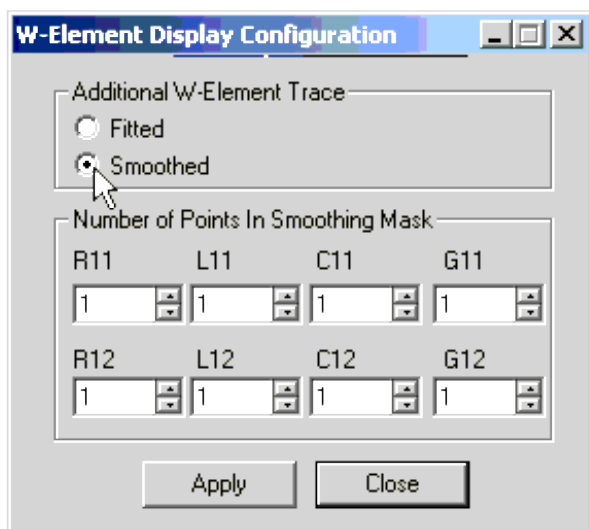 W-Element Display Configuration
Additional W-Element Trace
Fitted
Smoothed
Number of Points In Smoothing Mask
R11 L11 C11 G11
1 1 1 1
R12 L12 C12 G12
1 1 1 1
Apply Close